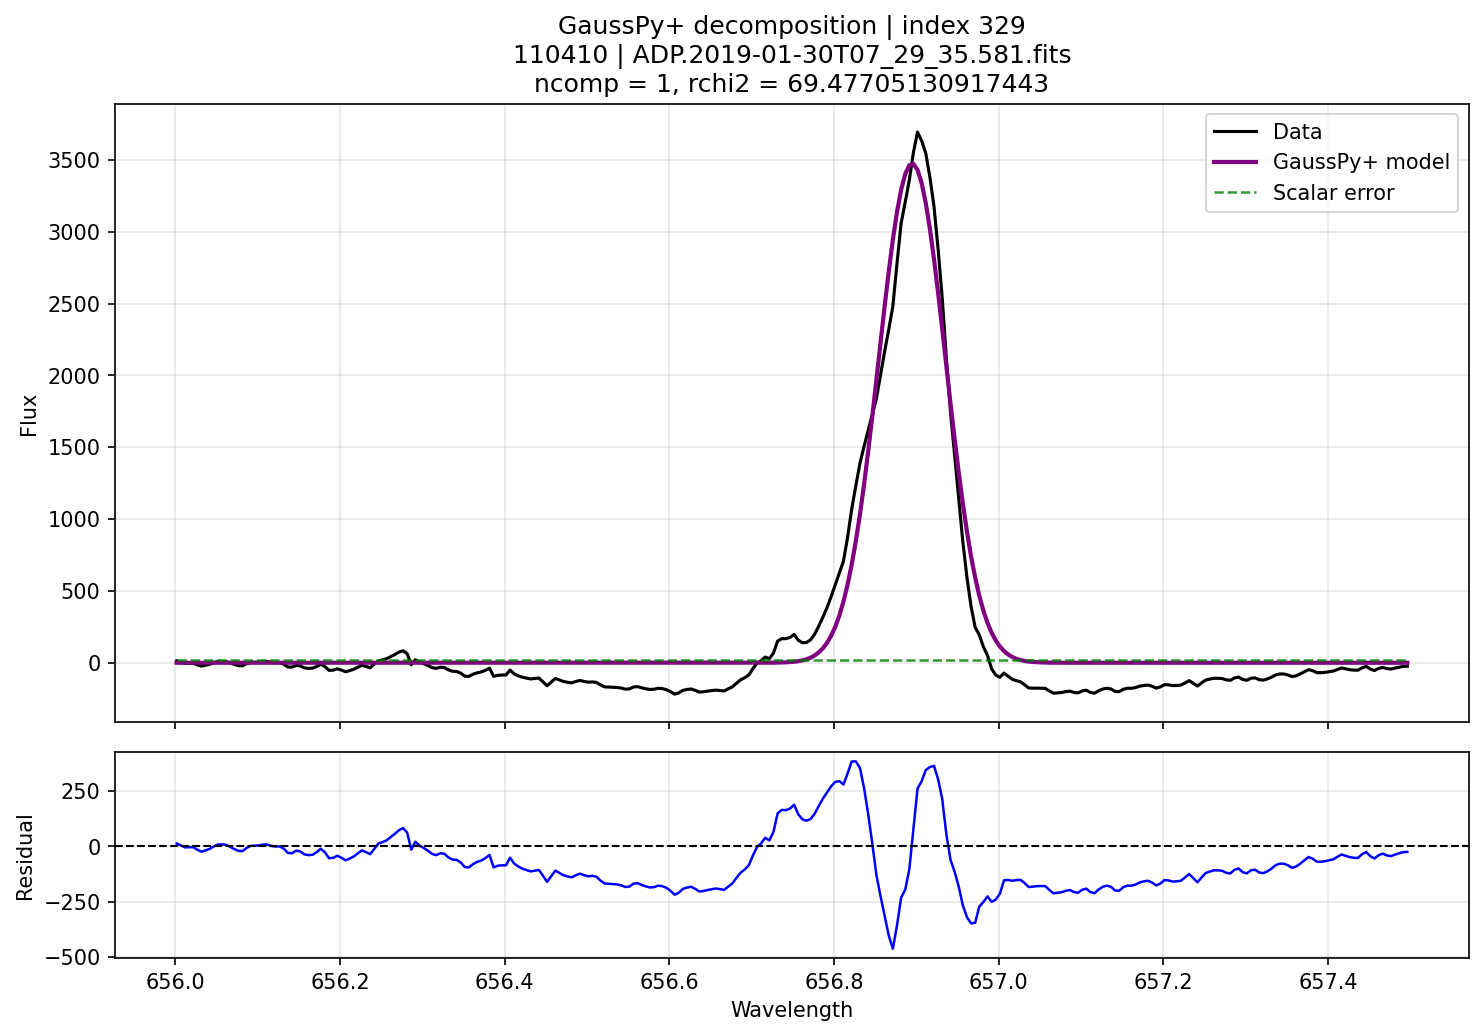 GaussPy+ decomposition | index 329
110410 | ADP.2019-01-30T07_29_35.581.fits
ncomp = 1, rchi2 = 69.47705130917443
Data
GaussPy+ model
Scalar error
3500
3000
2500
2000
1500
1000
500
0
Flux
250
0
−250
−500
Residual
656.0 656.2 656.4 656.6 656.8 657.0 657.2 657.4
Wavelength